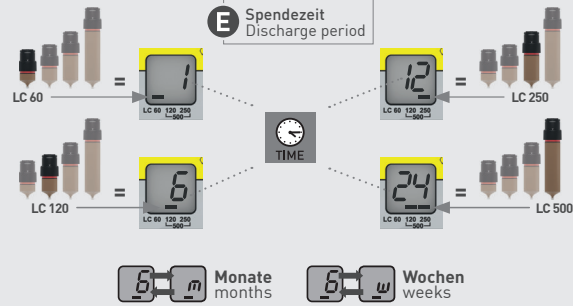 E Spendezeit
Discharge period
LC 60
=
1
LC 60 120 250
500
12
LC 60 120 250
500
=
LC 250
TIME
LC 120
=
6
LC 60 120 250
500
24
LC 60 120 250
500
=
LC 500
6 m Monate
months
6 w Wochen
weeks